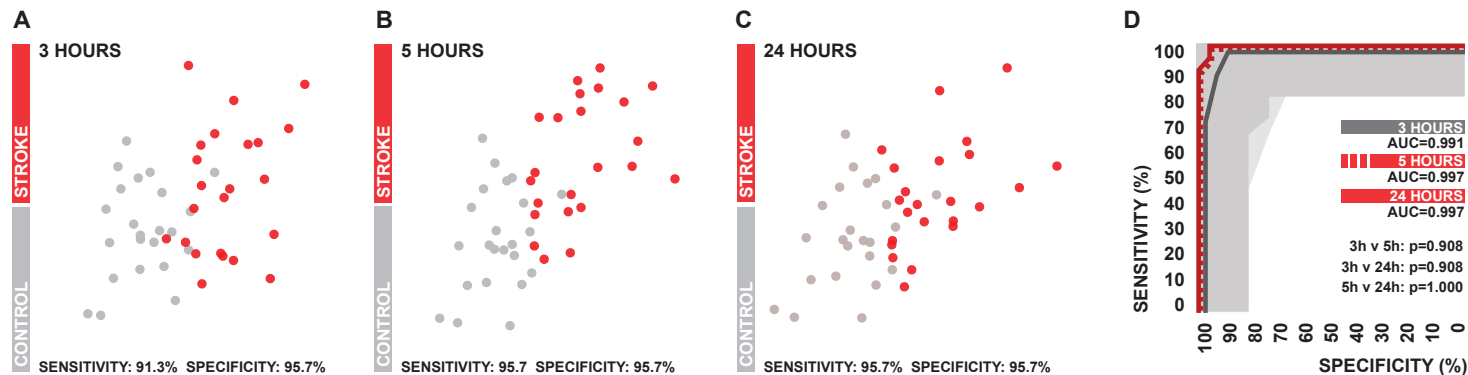 A
3 HOURS
STROKE
CONTROL
SENSITIVITY: 91.3% SPECIFICITY: 95.7%
B
5 HOURS
STROKE
CONTROL
SENSITIVITY: 95.7 SPECIFICITY: 95.7%
C
24 HOURS
STROKE
CONTROL
SENSITIVITY: 95.7% SPECIFICITY: 95.7%
D
SENSITIVITY (%)
100
90
80
70
60
50
40
30
20
10
0
3 HOURS
AUC=0.991
5 HOURS
AUC=0.997
24 HOURS
AUC=0.997
3h v 5h: p=0.908
3h v 24h: p=0.908
5h v 24h: p=1.000
100 90 80 70 60 50 40 30 20 10 0
SPECIFICITY (%)